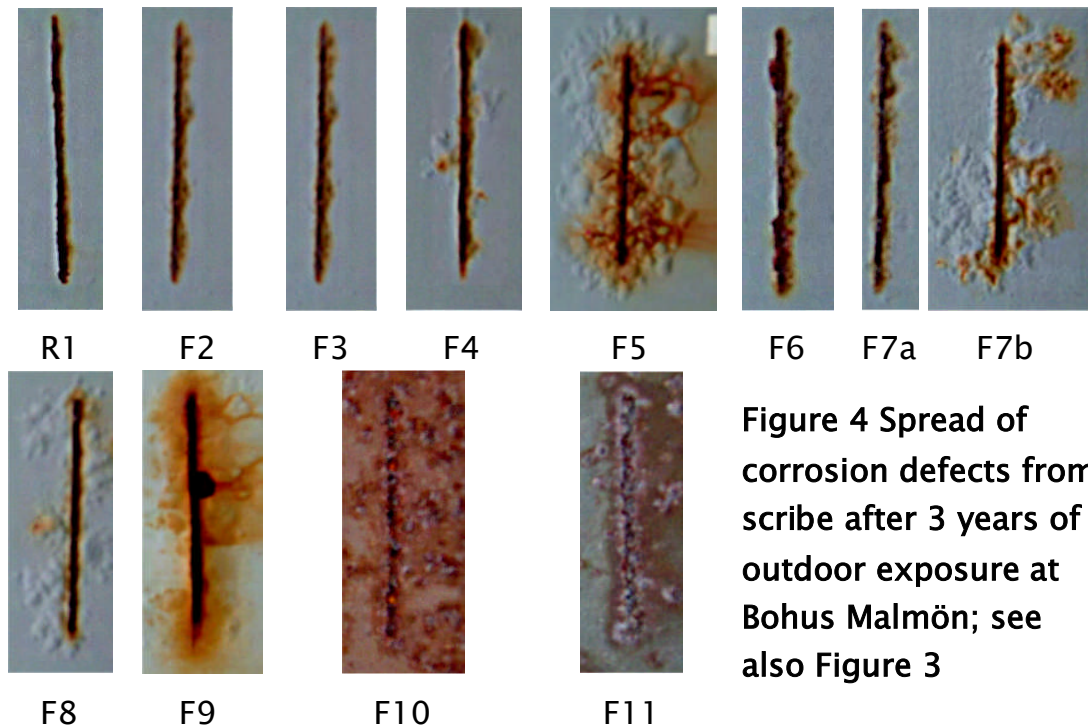 R1 F2 F3 F4 F5 F6 F7a F7b
F8 F9 F10 F11
Figure 4 Spread of
corrosion defects from
scribe after 3 years of
outdoor exposure at
Bohus Malmön; see
also Figure 3